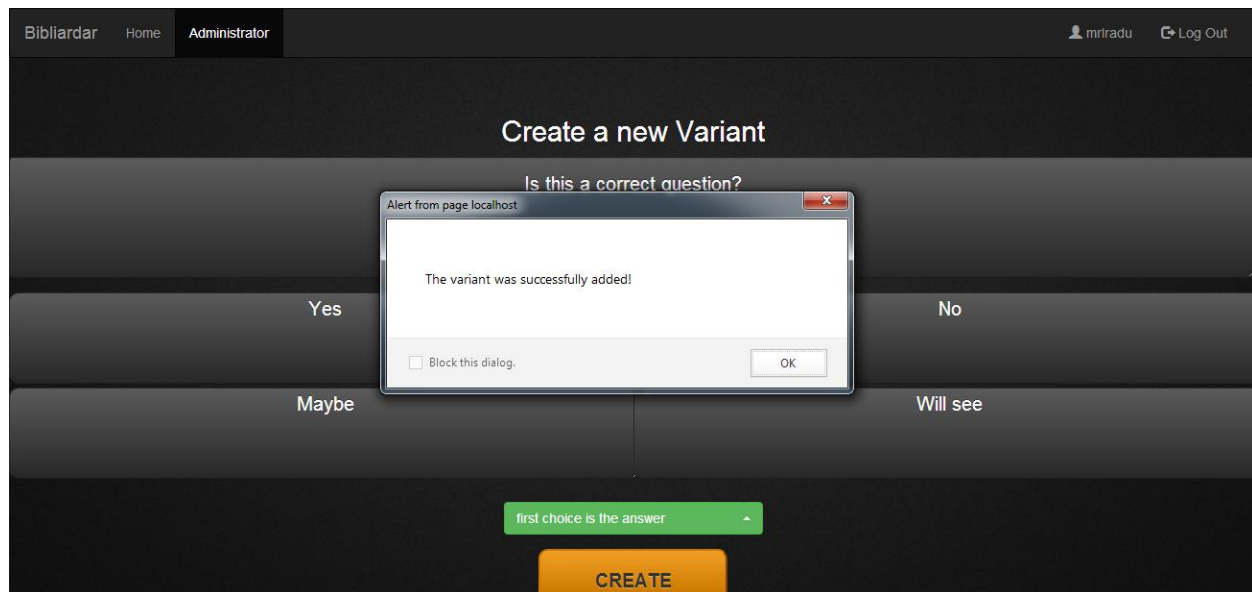 Bibliardar Home Administrator mrlradu Log Out
Create a new Variant
Is this a correct question?
Alert from page localhost
The variant was successfully added!
Yes
No
Block this dialog.
OK
Maybe
Will see
first choice is the answer
CREATE